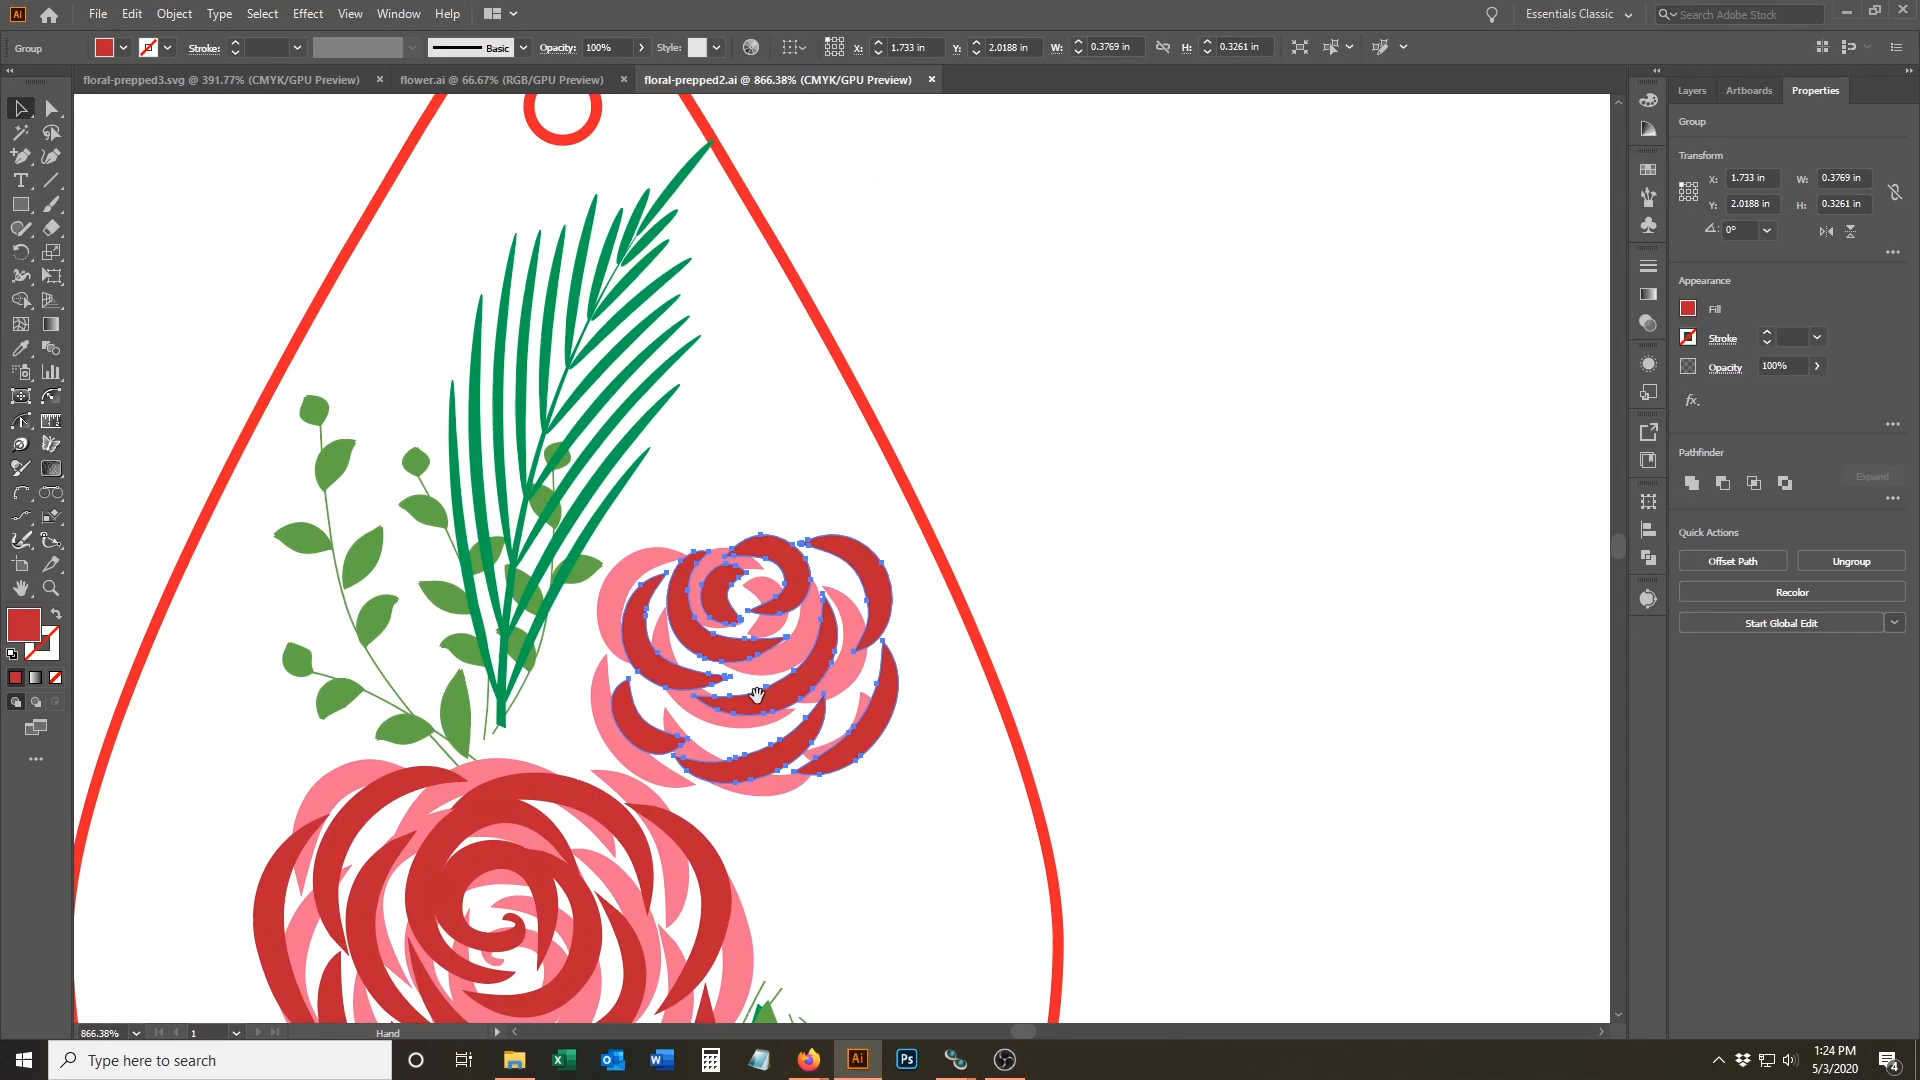 Ai File Edit Object Type Select Effect View Window Help Essentials Classic Search Adobe Stock
Group Stroke: Basic Opacity: 100% Style: X: 1.733 in Y: 2.0188 in W: 0.3769 in H: 0.3261 in
floral-prepped3.svg @ 391.77% (CMYK/GPU Preview) × flower.ai @ 66.67% (RGB/GPU Preview) × floral-prepped2.ai @ 866.38% (CMYK/GPU Preview) ×
Layers Artboards Properties
Group
Transform
X: 1.733 in W: 0.3769 in
Y: 2.0188 in H: 0.3261 in
0°
Appearance
Fill
Stroke
Opacity 100%
fx.
Pathfinder
Expand
Quick Actions
Offset Path Ungroup
Recolor
Start Global Edit
866.38% 1 Hand
Type here to search
Ai Ps
1:24 PM
5/3/2020
4